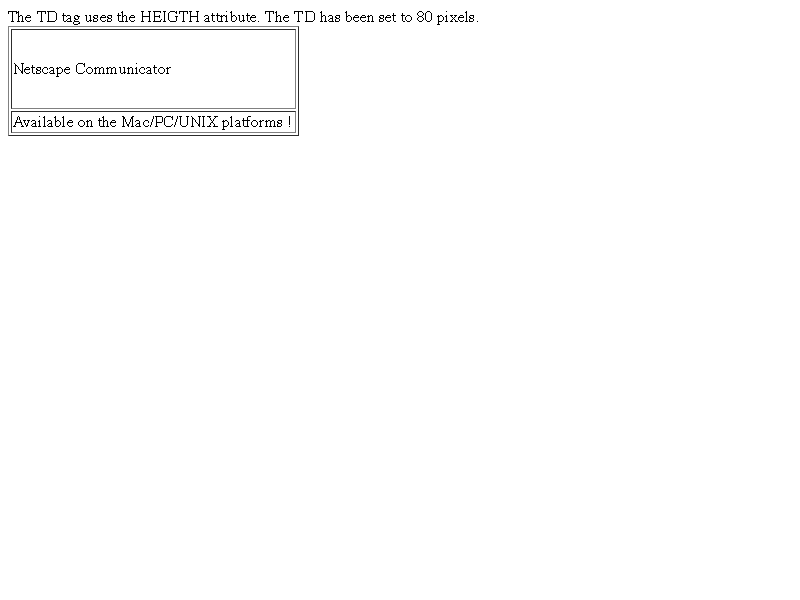 The TD tag uses the HEIGTH attribute. The TD has been set to 80 pixels.
Netscape Communicator
Available on the Mac/PC/UNIX platforms !